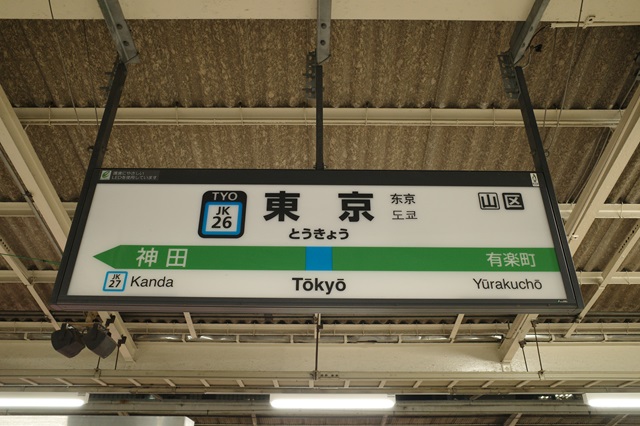 TYO
JK
26
東京
とうきょう
东京
도쿄
山 区
神田
有楽町
JK
27
Kanda
Tōkyō
Yūrakuchō